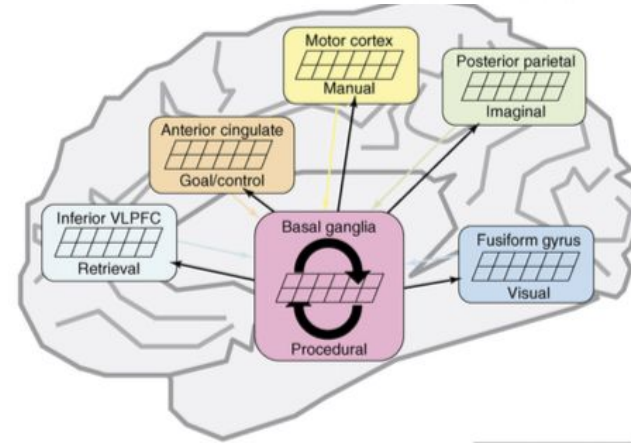 Motor cortex
Manual
Posterior parietal
Imaginal
Anterior cingulate
Goal/control
Inferior VLPFC
Retrieval
Basal ganglia
Procedural
Fusiform gyrus
Visual